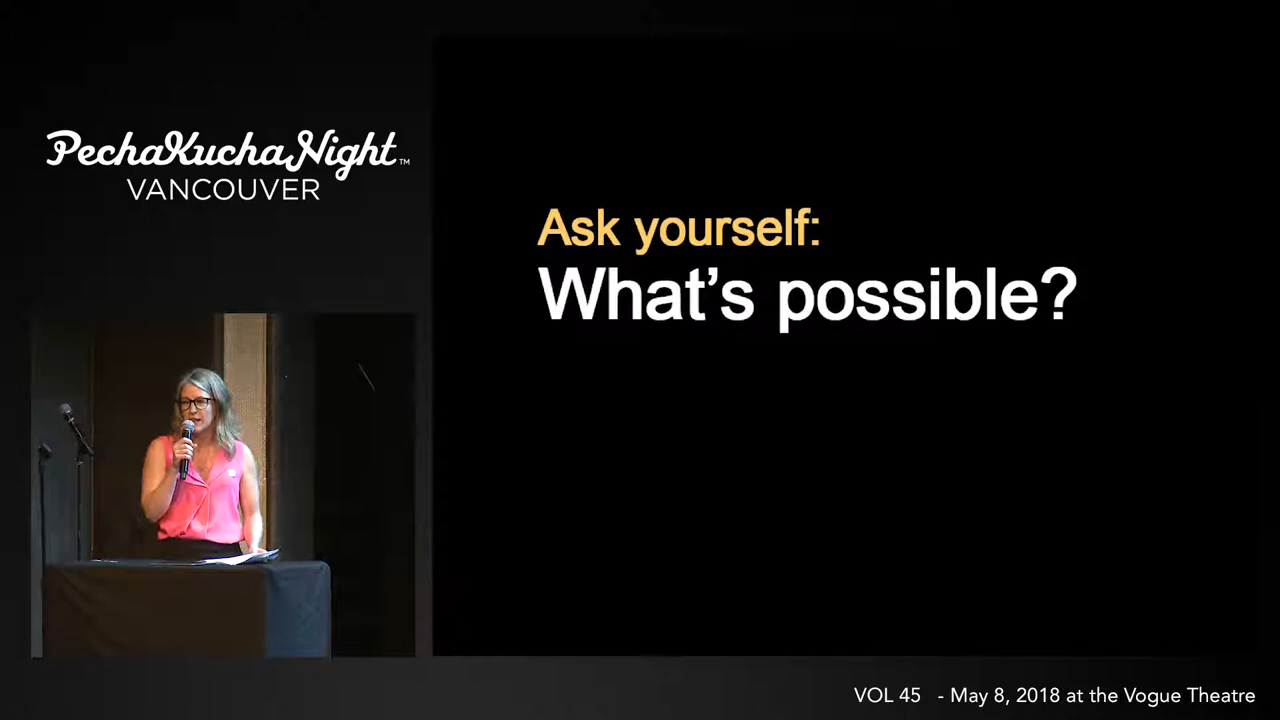 PechaKuchaNight™
VANCOUVER
Ask yourself:
What's possible?
VOL 45 - May 8, 2018 at the Vogue Theatre